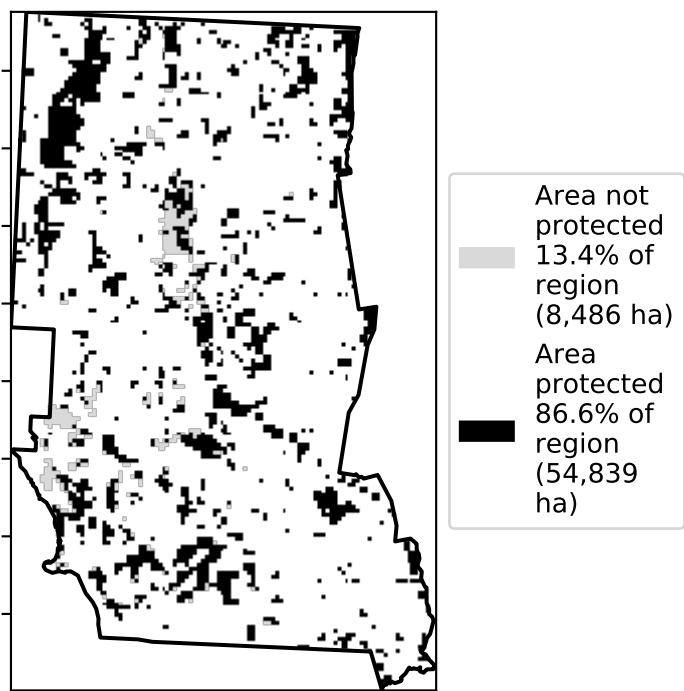 Area not
protected
13.4% of
region
(8,486 ha)
Area
protected
86.6% of
region
(54,839
ha)